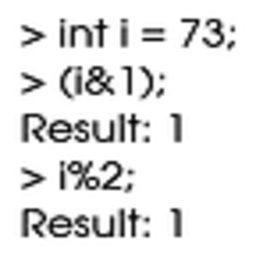 > int i = 73;
> (i&1);
Result: 1
> i%2;
Result: 1